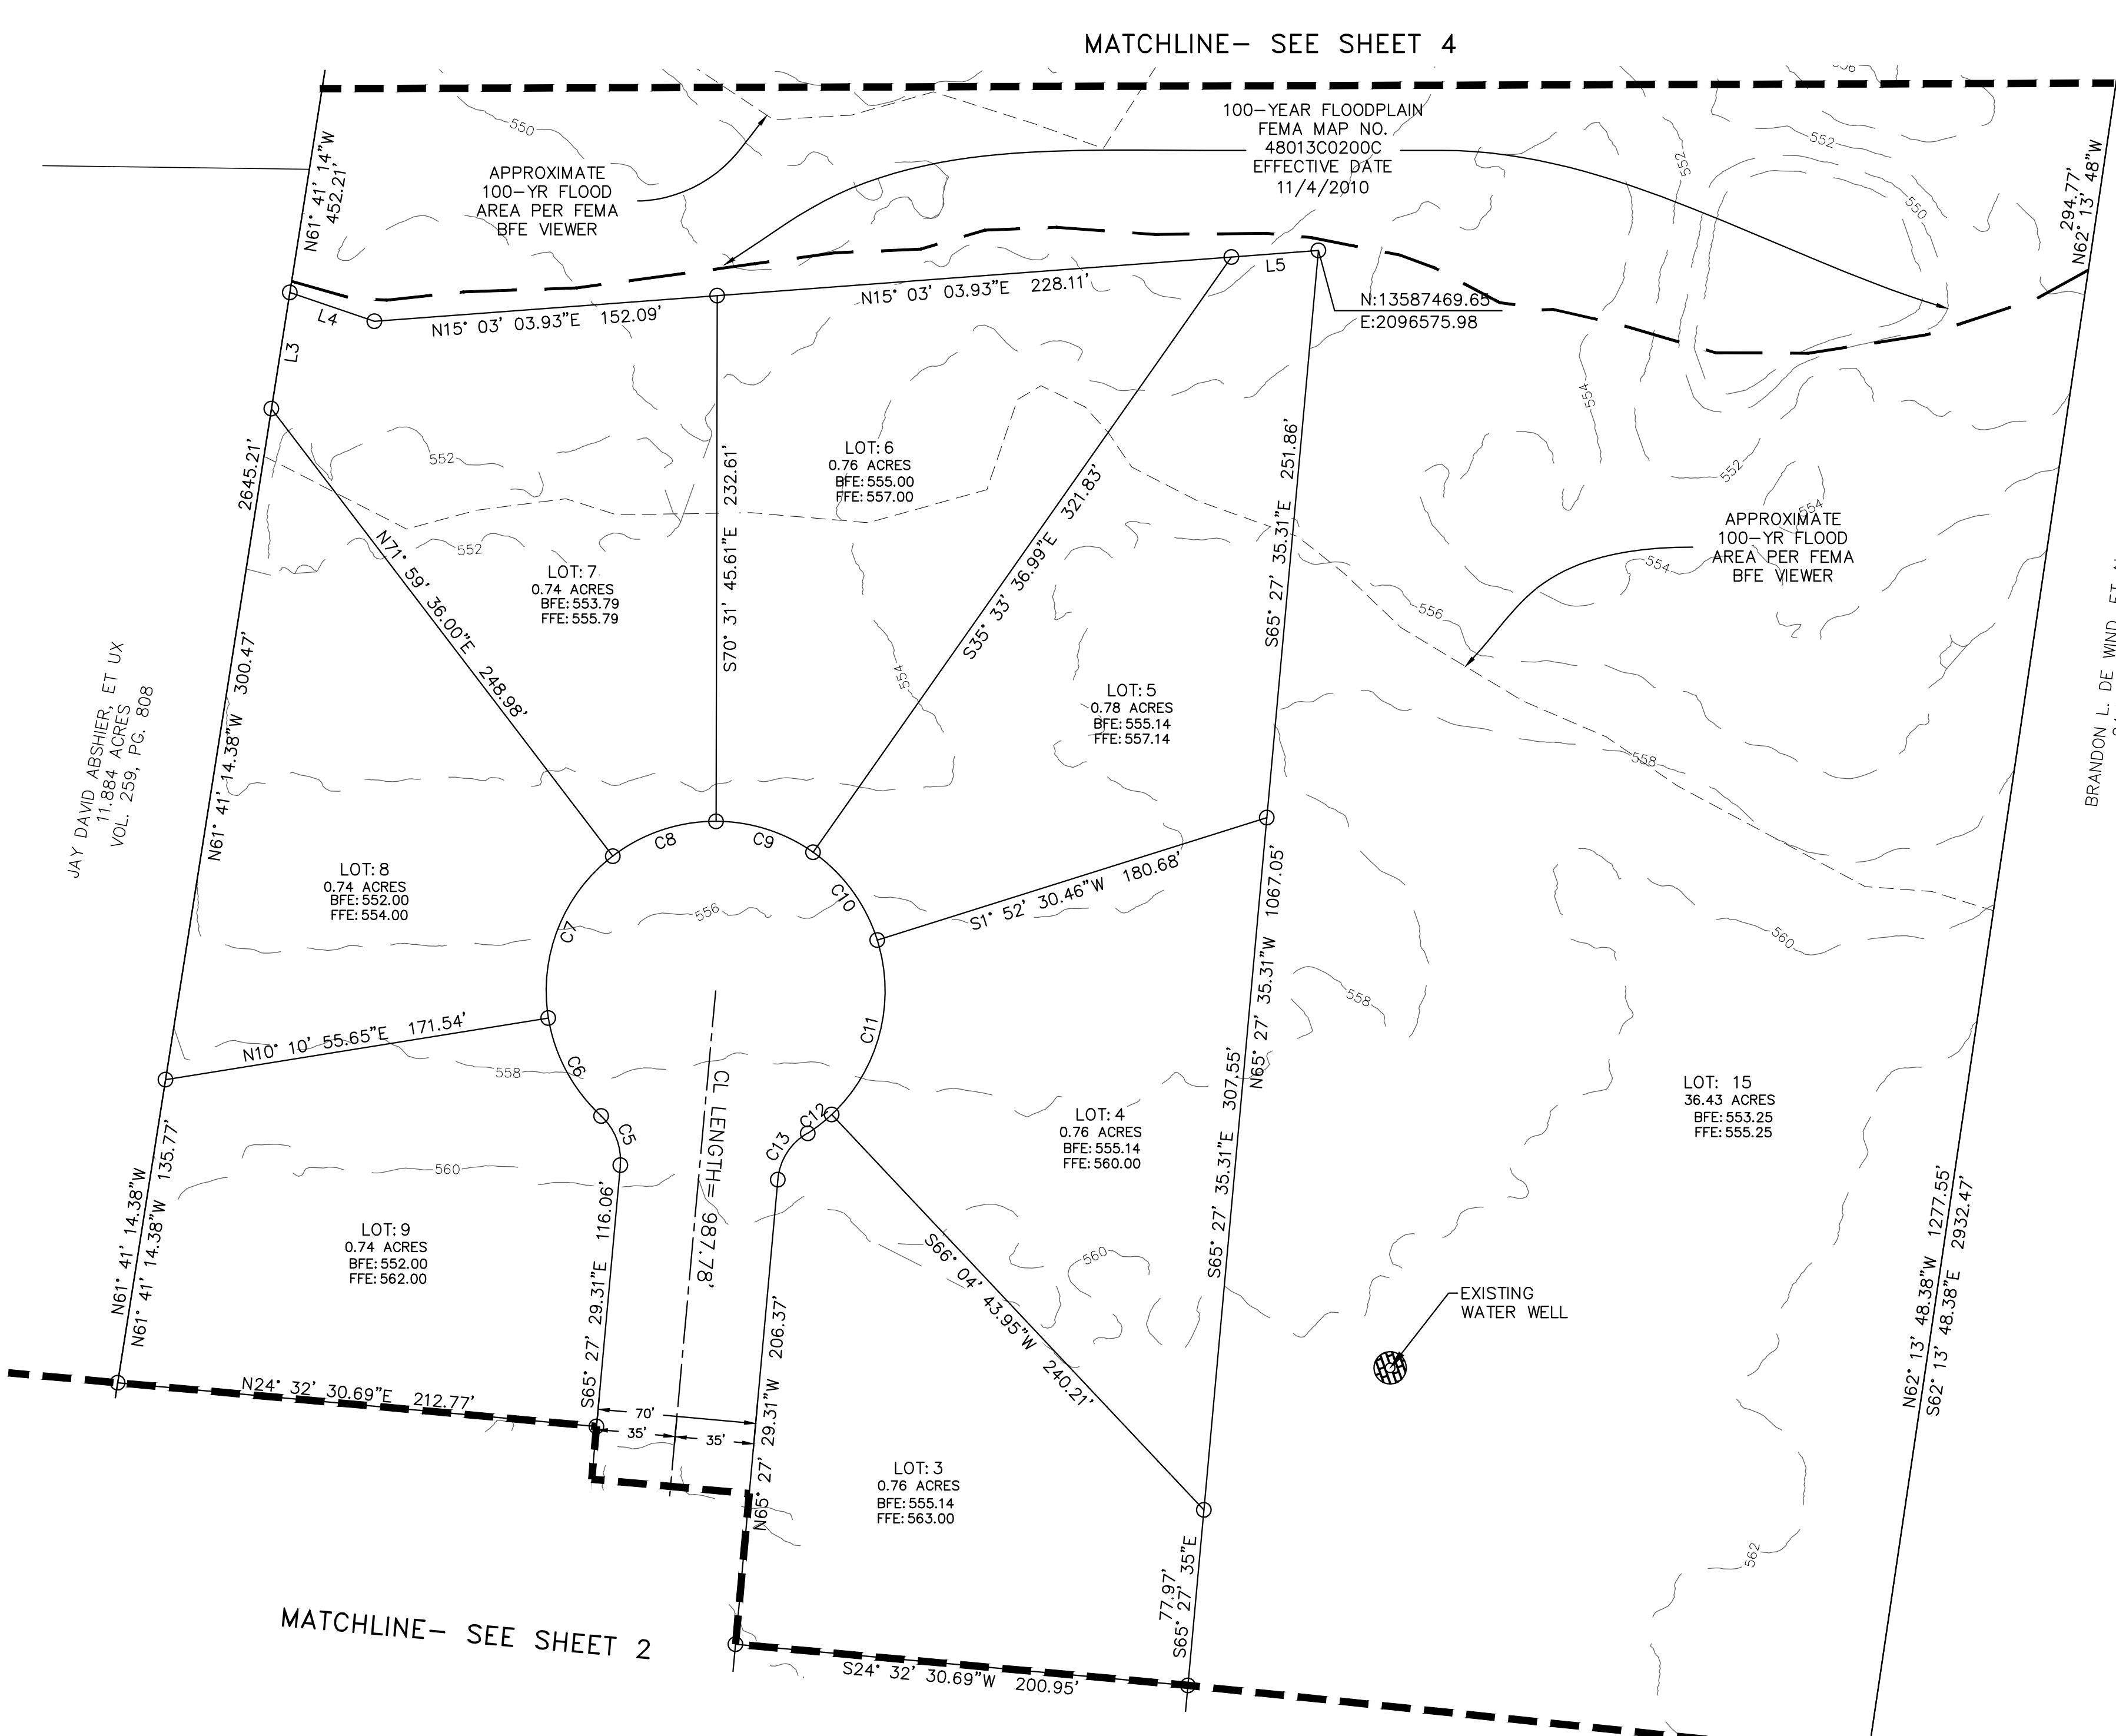 MATCHLINE- SEE SHEET 4
100-YEAR FLOODPLAIN
FEMA MAP NO.
48013C0200C
EFFECTIVE DATE
11/4/2010
APPROXIMATE
100-YR FLOOD
AREA PER FEMA
BFE VIEWER
550
552
552
550
N61° 41' 14"W
452.21'
294.77'
N62° 13' 48"W
L5
L4
L3
N15° 03' 03.93"E 152.09'
N15° 03' 03.93"E 228.11'
N:13587469.65
E:2096575.98
2645.21'
552
552
554
552
554
LOT: 6
0.76 ACRES
BFE: 555.00
FFE: 557.00
S70° 31' 45.61"E 232.61'
S35° 33' 36.99"E 321.83'
S65° 27' 35.31"E 251.86'
N71° 59' 36.00"E 248.98'
LOT: 7
0.74 ACRES
BFE: 553.79
FFE: 555.79
APPROXIMATE
100-YR FLOOD
AREA PER FEMA
BFE VIEWER
554
556
554
558
JAY DAVID ABSHIER, ET UX
11.884 ACRES
VOL. 259, PG. 808
N61° 41' 14.38"W 300.47'
LOT: 5
0.78 ACRES
BFE: 555.14
FFE: 557.14
BRANDON L. DE WIND
C8
C9
C10
C7
C11
C6
C5
C12
C13
LOT: 8
0.74 ACRES
BFE: 552.00
FFE: 554.00
556
S1° 52' 30.46"W 180.68'
N65° 27' 35.31"W 1067.05'
560
558
N10° 10' 55.65"E 171.54'
558
CL LENGTH= 987.78'
LOT: 4
0.76 ACRES
BFE: 555.14
FFE: 560.00
S65° 27' 35.31"E 307.55'
LOT: 15
36.43 ACRES
BFE: 553.25
FFE: 555.25
N61° 41' 14.38"W
N61° 41' 14.38"W 135.77'
560
LOT: 9
0.74 ACRES
BFE: 552.00
FFE: 562.00
S65° 27' 29.31"E 116.06'
N65° 27' 29.31"W 206.37'
S66° 04' 43.95"W 240.21'
560
EXISTING
WATER WELL
N62° 13' 48.38"W 1277.55'
S62° 13' 48.38"E 2932.47'
N24° 32' 30.69"E 212.77'
70'
35'
35'
LOT: 3
0.76 ACRES
BFE: 555.14
FFE: 563.00
562
77.97'
S65° 27' 35"E
MATCHLINE- SEE SHEET 2
S24° 32' 30.69"W 200.95'